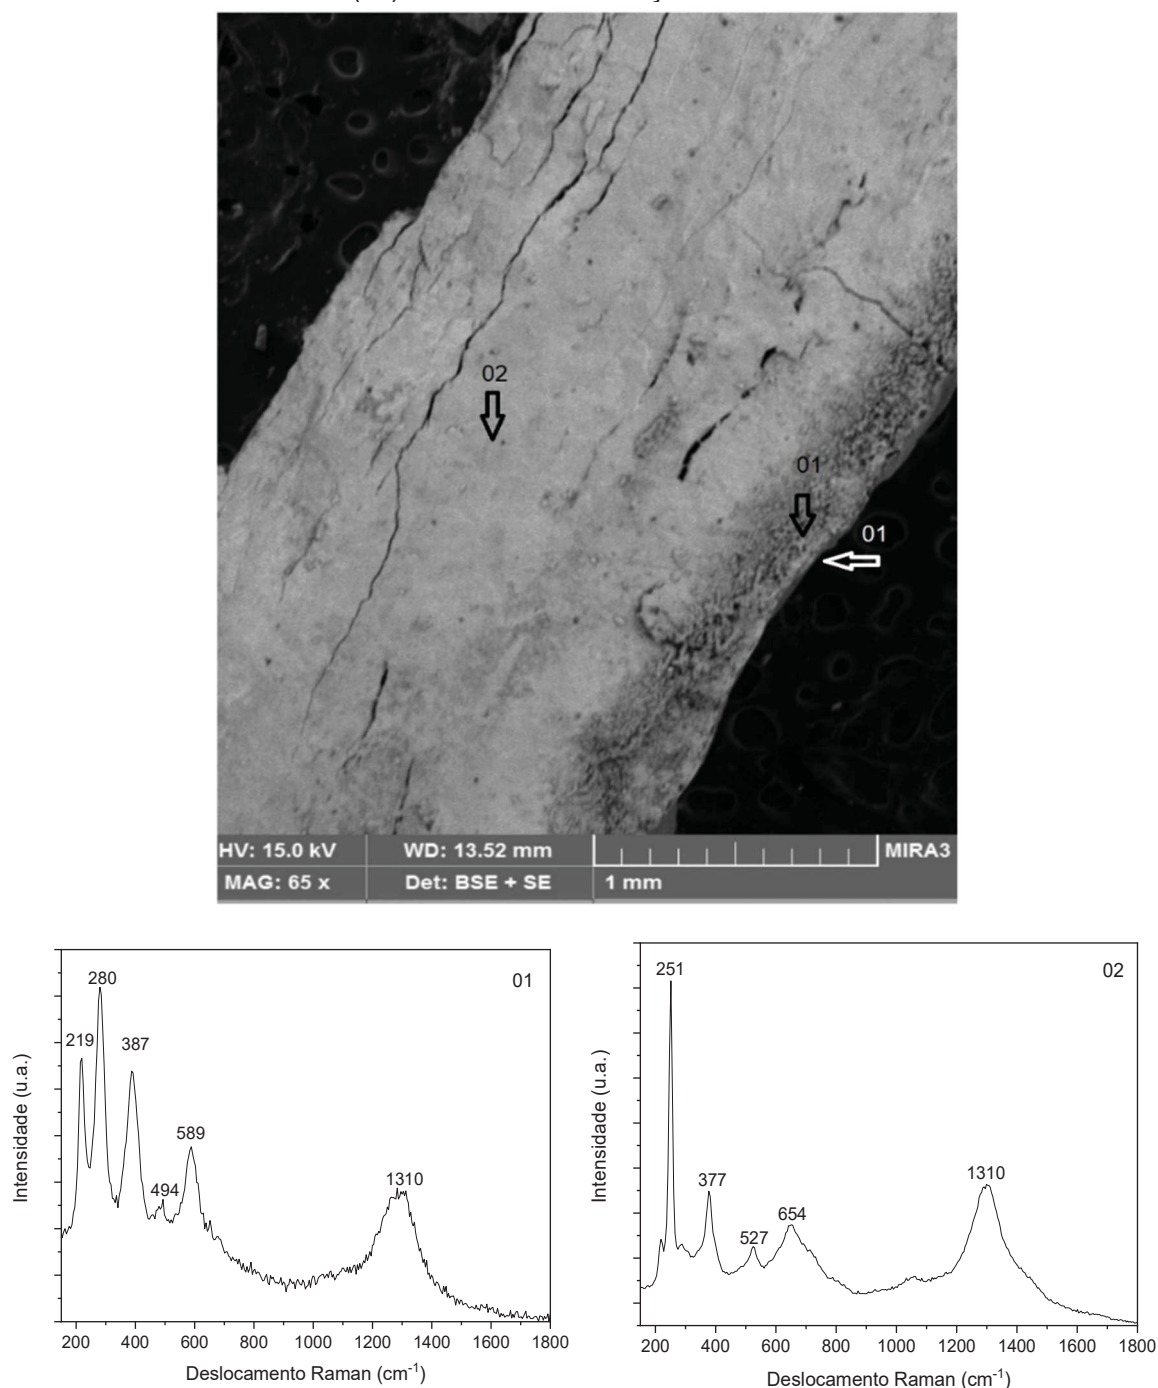 02
01
01
HV: 15.0 kV
WD: 13.52 mm
MIRA3
MAG: 65 x
Det: BSE + SE
1 mm
01
280
219
387
589
494
1310
Intensidade (u.a.)
200 400 600 800 1000 1200 1400 1600 1800
Deslocamento Raman (cm-1)
02
251
377
527
654
1310
Intensidade (u.a.)
200 400 600 800 1000 1200 1400 1600 1800
Deslocamento Raman (cm-1)